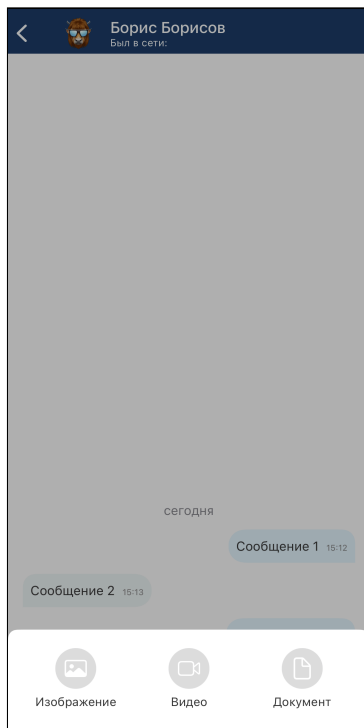 Борис Борисов
Был в сети:
сегодня
Сообщение 1 15:12
Сообщение 2 15:13
Изображение Видео Документ